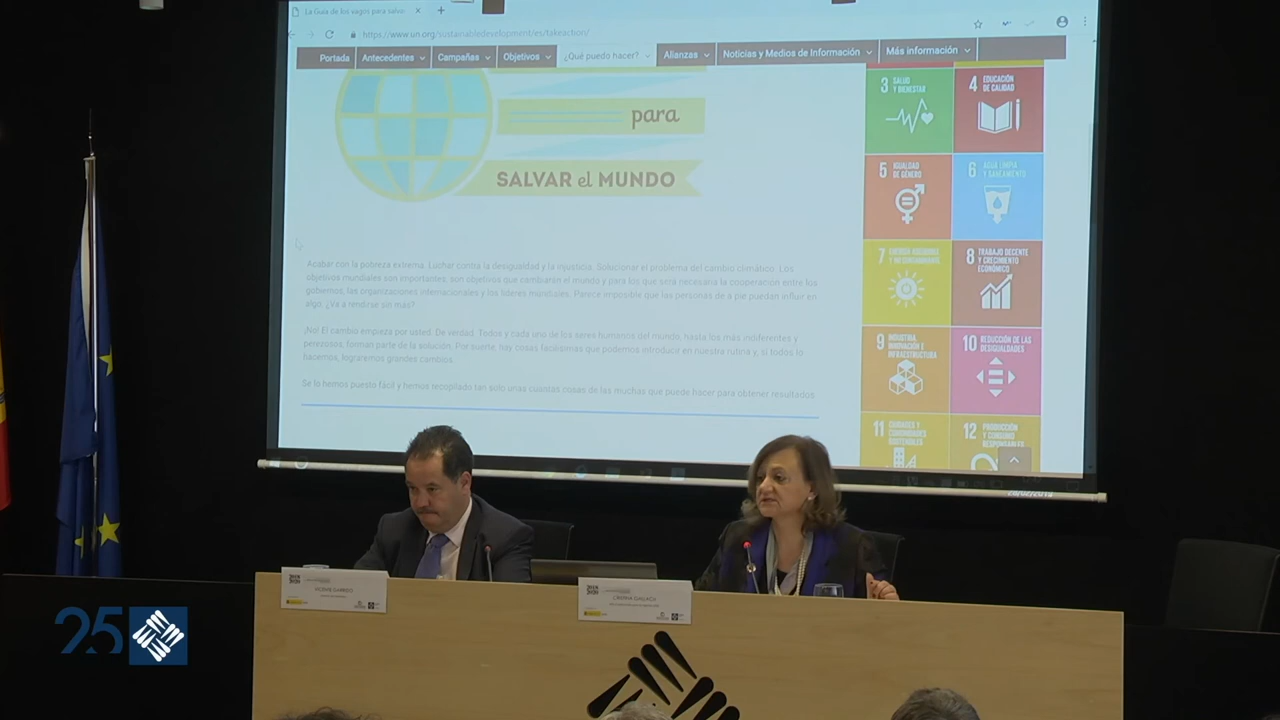 La Guía de los vagos para salvar
https://www.un.org/sustainabledevelopment/es/takeaction/
Portada Antecedentes Campañas Objetivos ¿Qué puedo hacer? Alianzas Noticias y Medios de Información Más información
para
SALVAR el MUNDO
Acabar con la pobreza extrema. Luchar contra la desigualdad y la injusticia. Solucionar el problema del cambio climático. Los
objetivos mundiales son importantes, son objetivos que cambiarán el mundo y para los que será necesaria la cooperación entre los
gobiernos, las organizaciones internacionales y los líderes mundiales. Parece imposible que las personas de a pie puedan influir en
algo. ¿Va a rendirse sin más?
¡No! El cambio empieza por usted. De verdad. Todos y cada uno de los seres humanos del mundo, hasta los más indiferentes y
perezosos, forman parte de la solución. Por suerte, hay cosas facilísimas que podemos introducir en nuestra rutina y, si todos lo
hacemos, lograremos grandes cambios.
Se lo hemos puesto fácil y hemos recopilado tan solo unas cuantas cosas de las muchas que puede hacer para obtener resultados
3 SALUD
Y BIENESTAR
4 EDUCACIÓN
DE CALIDAD
5 IGUALDAD
DE GÉNERO
6 AGUA LIMPIA
Y SANEAMIENTO
7 ENERGÍA ASEQUIBLE
Y NO CONTAMINANTE
8 TRABAJO DECENTE
Y CRECIMIENTO
ECONÓMICO
9 INDUSTRIA,
INNOVACIÓN E
INFRAESTRUCTURA
10 REDUCCIÓN DE LAS
DESIGUALDADES
11 CIUDADES Y
COMUNIDADES
SOSTENIBLES
12 PRODUCCIÓN
Y CONSUMO
RESPONSABLES
VICENTE GARRIDO
CRISTINA GALLACH
25